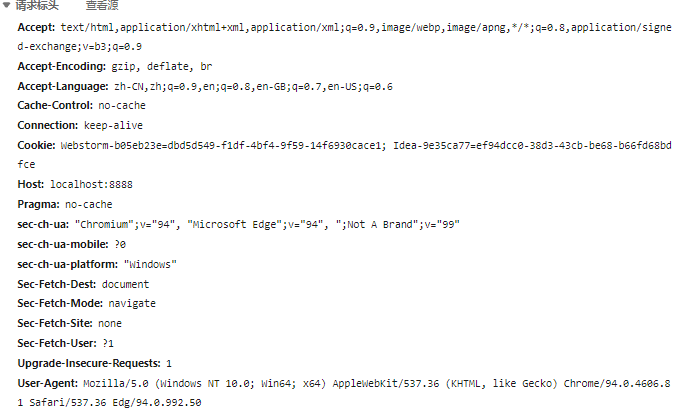 请求标头 查看源
Accept: text/html,application/xhtml+xml,application/xml;q=0.9,image/webp,image/apng,*/*;q=0.8,application/signe
d-exchange;v=b3;q=0.9
Accept-Encoding: gzip, deflate, br
Accept-Language: zh-CN,zh;q=0.9,en;q=0.8,en-GB;q=0.7,en-US;q=0.6
Cache-Control: no-cache
Connection: keep-alive
Cookie: Webstorm-b05eb23e=dbd5d549-f1df-4bf4-9f59-14f6930cace1; Idea-9e35ca77=ef94dcc0-38d3-43cb-be68-b66fd68bd
fce
Host: localhost:8888
Pragma: no-cache
sec-ch-ua: "Chromium";v="94", "Microsoft Edge";v="94", ";Not A Brand";v="99"
sec-ch-ua-mobile: ?0
sec-ch-ua-platform: "Windows"
Sec-Fetch-Dest: document
Sec-Fetch-Mode: navigate
Sec-Fetch-Site: none
Sec-Fetch-User: ?1
Upgrade-Insecure-Requests: 1
User-Agent: Mozilla/5.0 (Windows NT 10.0; Win64; x64) AppleWebKit/537.36 (KHTML, like Gecko) Chrome/94.0.4606.8
1 Safari/537.36 Edg/94.0.992.50